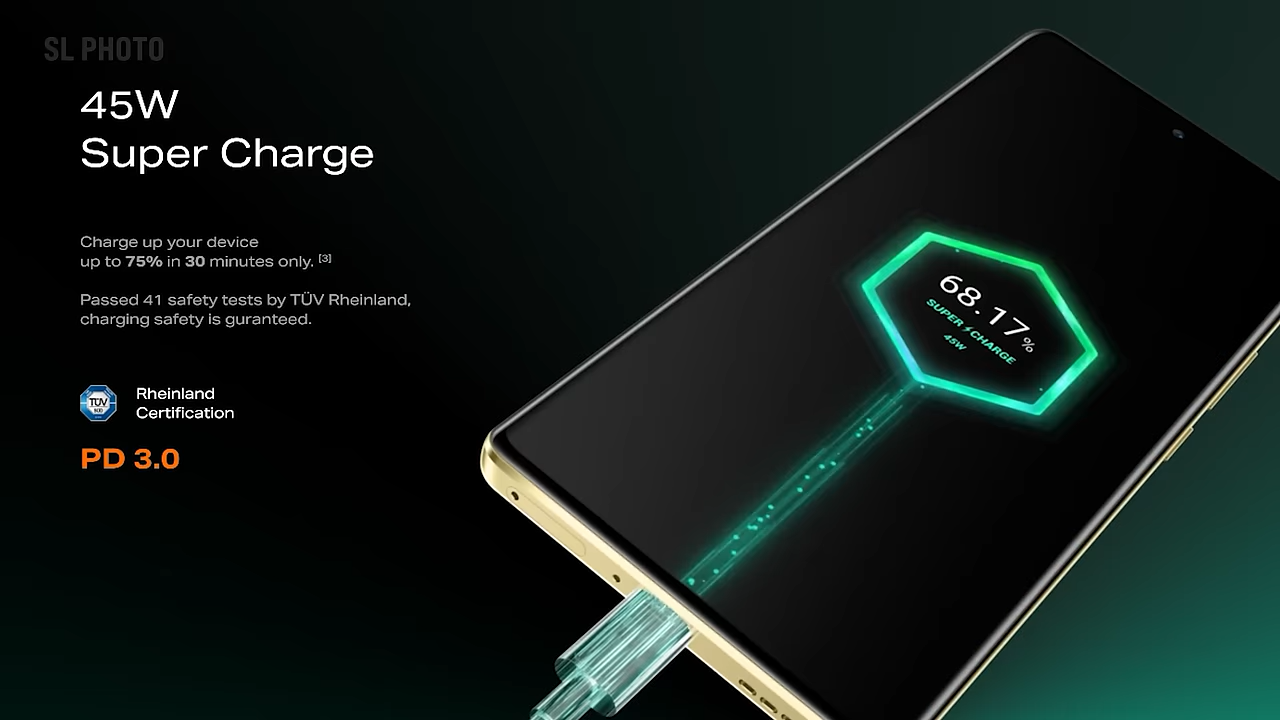 SL PHOTO
45W
Super Charge
Charge up your device
up to 75% in 30 minutes only. [3]
Passed 41 safety tests by TÜV Rheinland,
charging safety is guranteed.
TÜV
Rheinland
Certification
PD 3.0
68.17%
SUPER CHARGE
45W